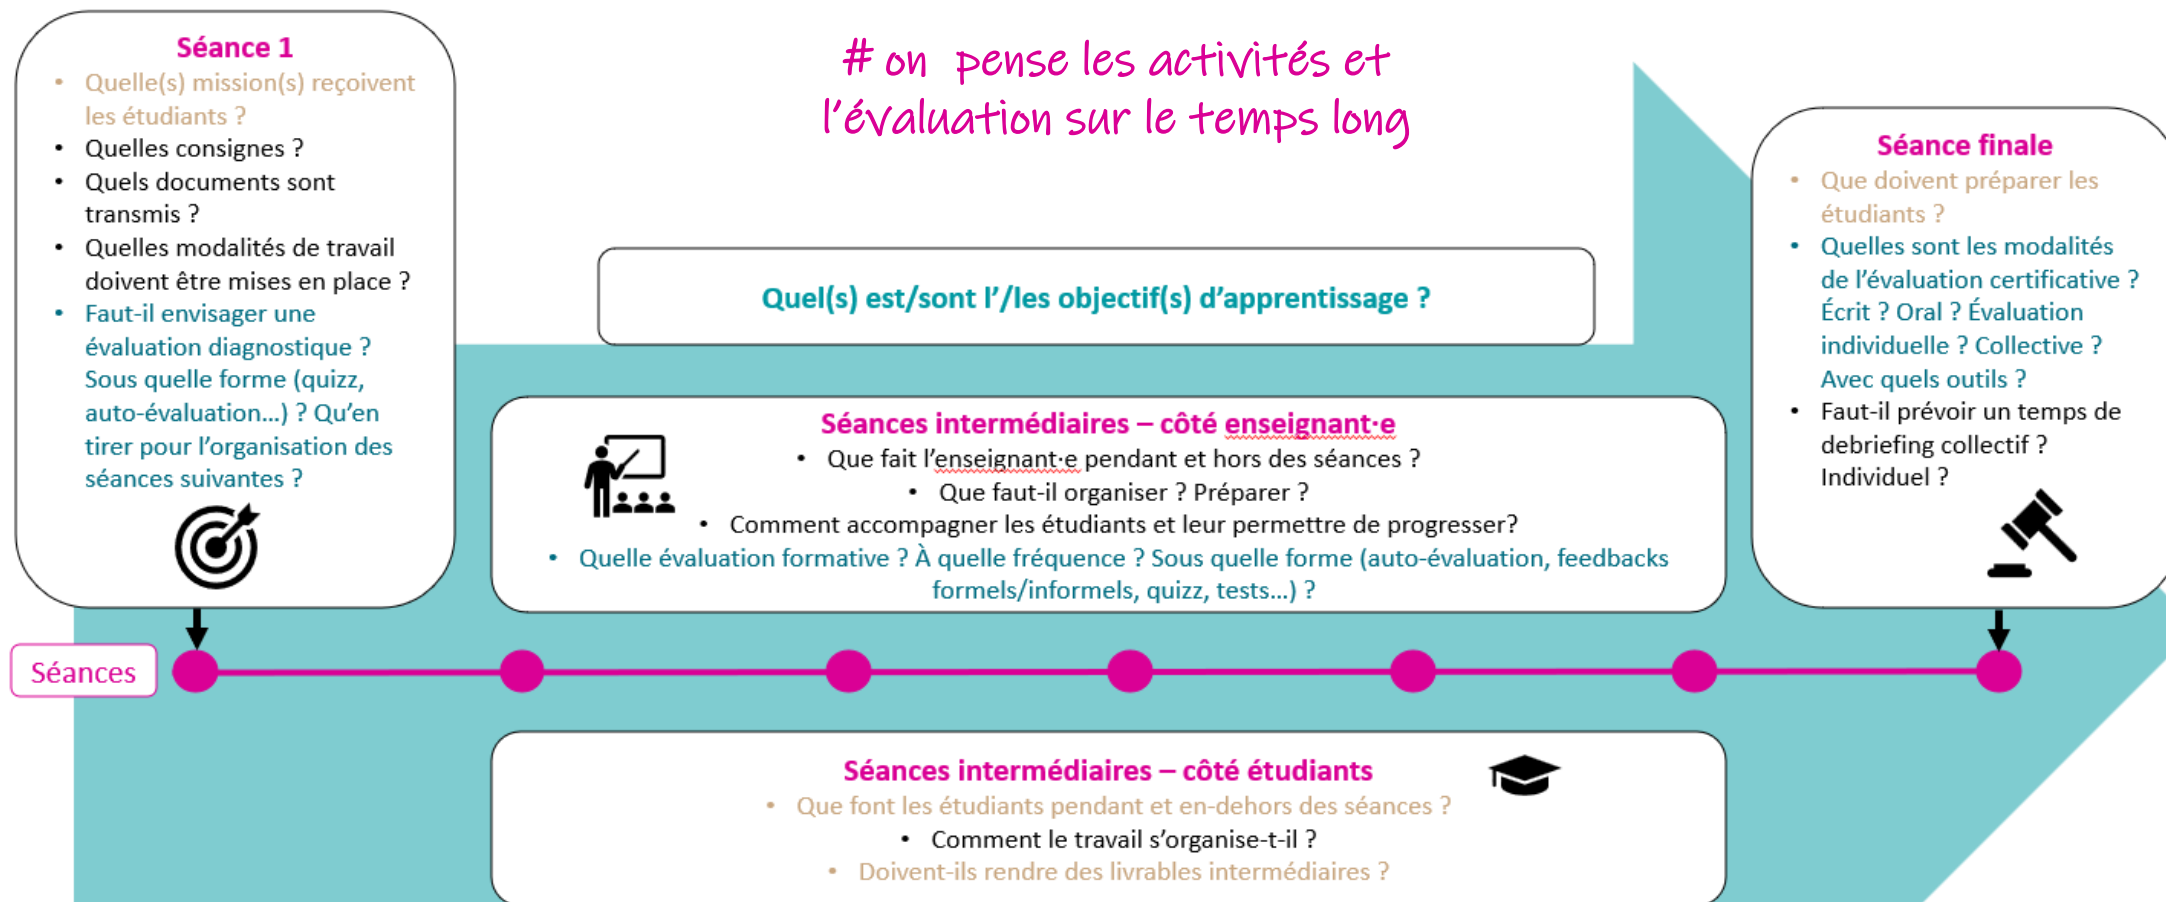 # on pense les activités et
l'évaluation sur le temps long
Séance 1
• Quelle(s) mission(s) reçoivent
les étudiants ?
• Quelles consignes ?
• Quels documents sont
transmis ?
• Quelles modalités de travail
doivent être mises en place ?
• Faut-il envisager une
évaluation diagnostique ?
Sous quelle forme (quizz,
auto-évaluation…) ? Qu'en
tirer pour l'organisation des
séances suivantes ?
Quel(s) est/sont l'/les objectif(s) d'apprentissage ?
Séances intermédiaires – côté enseignant·e
• Que fait l'enseignant·e pendant et hors des séances ?
• Que faut-il organiser ? Préparer ?
• Comment accompagner les étudiants et leur permettre de progresser?
• Quelle évaluation formative ? À quelle fréquence ? Sous quelle forme (auto-évaluation, feedbacks
formels/informels, quizz, tests…) ?
Séance finale
• Que doivent préparer les
étudiants ?
• Quelles sont les modalités
de l'évaluation certificative ?
Écrit ? Oral ? Évaluation
individuelle ? Collective ?
Avec quels outils ?
• Faut-il prévoir un temps de
debriefing collectif ?
Individuel ?
Séances
Séances intermédiaires – côté étudiants
• Que font les étudiants pendant et en-dehors des séances ?
• Comment le travail s'organise-t-il ?
• Doivent-ils rendre des livrables intermédiaires ?